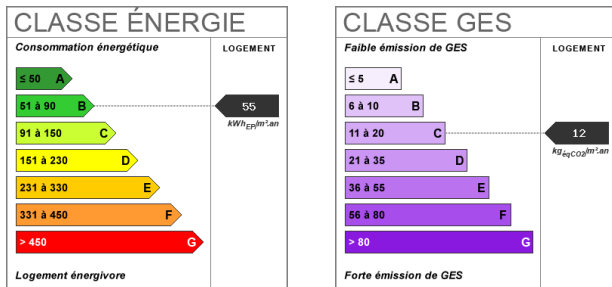 CLASSE ÉNERGIE
Consommation énergétique
LOGEMENT
≤ 50 A
51 à 90 B
55
kWhEP/m².an
91 à 150 C
151 à 230 D
231 à 330 E
331 à 450 F
> 450 G
Logement énergivore
CLASSE GES
Faible émission de GES
LOGEMENT
≤ 5 A
6 à 10 B
11 à 20 C
12
kgéqCO2/m².an
21 à 35 D
36 à 55 E
56 à 80 F
> 80 G
Forte émission de GES